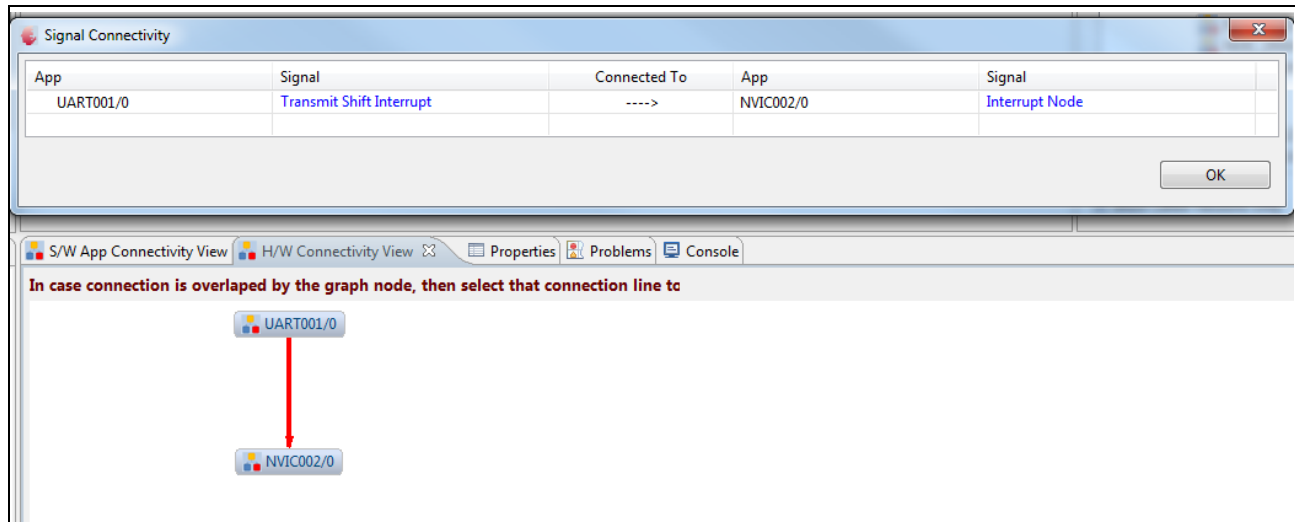 Signal Connectivity
App Signal Connected To App Signal
UART001/0 Transmit Shift Interrupt ----> NVIC002/0 Interrupt Node
OK
S/W App Connectivity View H/W Connectivity View Properties Problems Console
In case connection is overlaped by the graph node, then select that connection line to
UART001/0
NVIC002/0